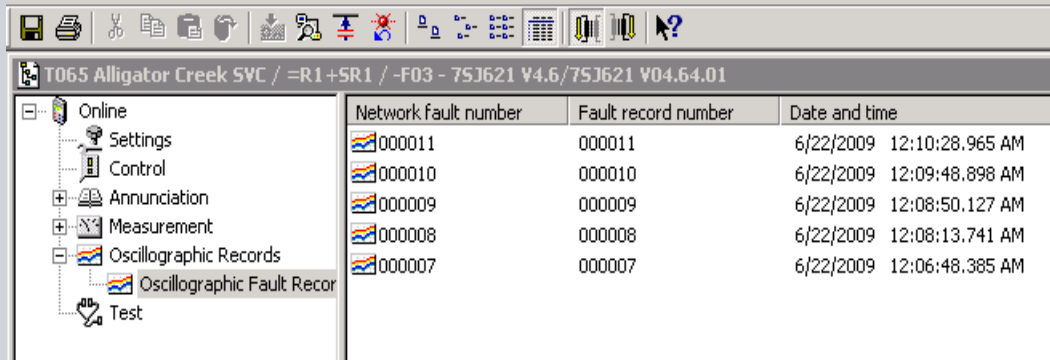 T065 Alligator Creek SVC / =R1+SR1 / -F03 - 7SJ621 V4.6/7SJ621 V04.64.01
Online
Settings
Control
Annunciation
Measurement
Oscillographic Records
Oscillographic Fault Recor
Test
Network fault number Fault record number Date and time
000011 000011 6/22/2009 12:10:28.965 AM
000010 000010 6/22/2009 12:09:48.898 AM
000009 000009 6/22/2009 12:08:50.127 AM
000008 000008 6/22/2009 12:08:13.741 AM
000007 000007 6/22/2009 12:06:48.385 AM